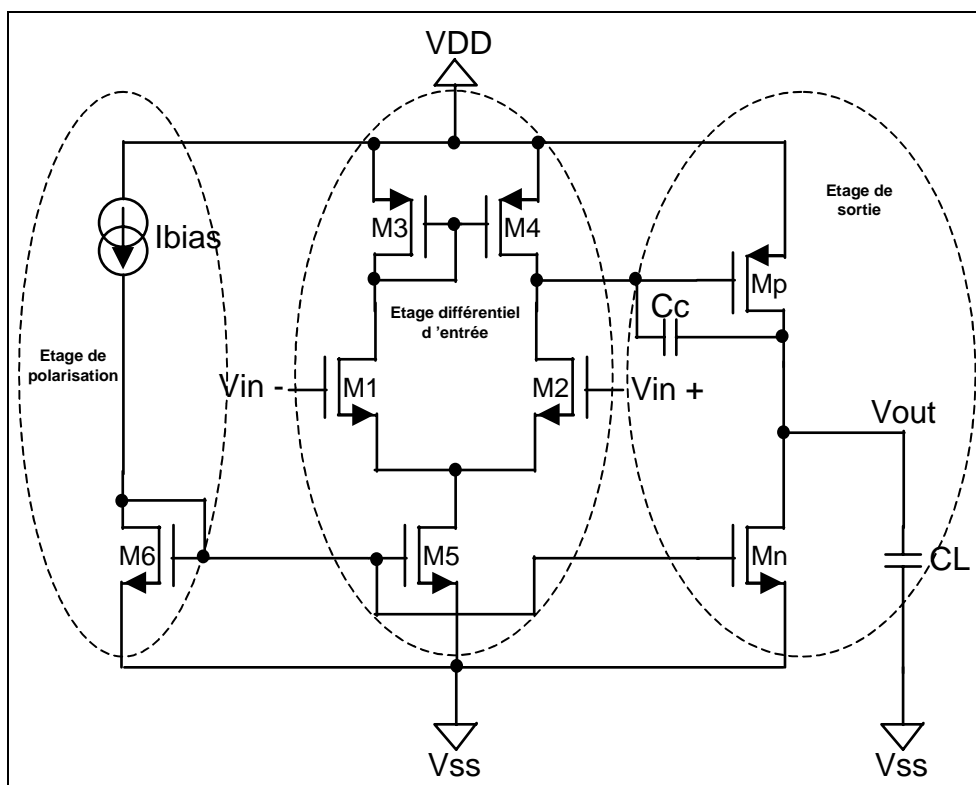 VDD
Etage de
sortie
M3
M4
Ibias
Mp
Cc
Etage différentiel
d 'entrée
Etage de
polarisation
Vin -
M1
M2
Vin +
Vout
M6
M5
Mn
CL
Vss
Vss